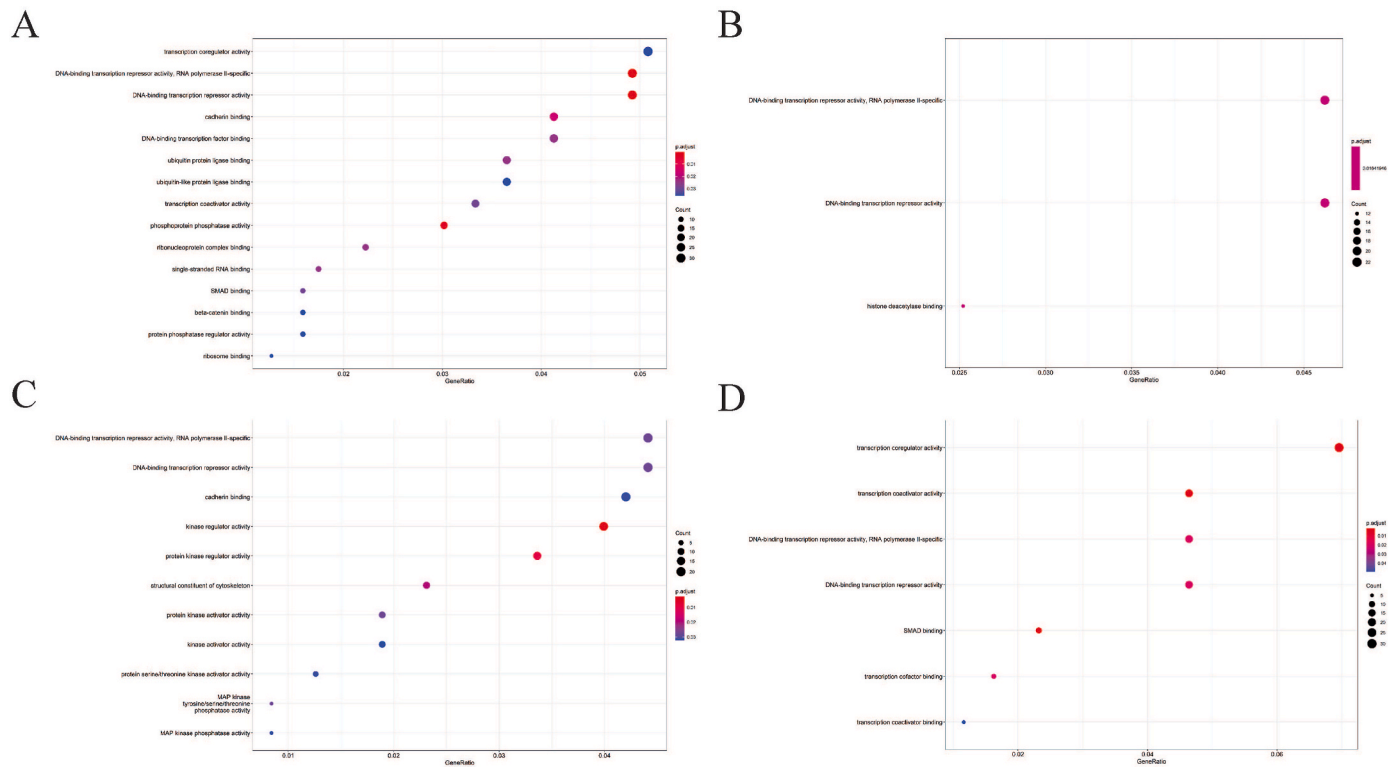 A
transcription coregulator activity
DNA-binding transcription repressor activity, RNA polymerase II-specific
DNA-binding transcription repressor activity
cadherin binding
DNA-binding transcription factor binding
ubiquitin protein ligase binding
ubiquitin-like protein ligase binding
transcription coactivator activity
phosphoprotein phosphatase activity
ribonucleoprotein complex binding
single-stranded RNA binding
SMAD binding
beta-catenin binding
protein phosphatase regulator activity
ribosome binding
0.02 0.03 0.04 0.05
GeneRatio
p.adjust
0.01
0.02
0.03
Count
10
15
20
25
30
B
DNA-binding transcription repressor activity, RNA polymerase II-specific
DNA-binding transcription repressor activity
histone deacetylase binding
0.025 0.030 0.035 0.040 0.045
GeneRatio
p.adjust
Count
12
14
16
18
20
22
C
DNA-binding transcription repressor activity, RNA polymerase II-specific
DNA-binding transcription repressor activity
cadherin binding
kinase regulator activity
protein kinase regulator activity
structural constituent of cytoskeleton
protein kinase activator activity
kinase activator activity
protein serine/threonine kinase activator activity
MAP kinase
tyrosine/serine/threonine
phosphatase activity
MAP kinase phosphatase activity
0.01 0.02 0.03 0.04
GeneRatio
Count
5
10
15
20
p.adjust
0.01
0.02
0.03
D
transcription coregulator activity
transcription coactivator activity
DNA-binding transcription repressor activity, RNA polymerase II-specific
DNA-binding transcription repressor activity
SMAD binding
transcription cofactor binding
transcription coactivator binding
0.02 0.04 0.06
GeneRatio
p.adjust
0.01
0.02
0.03
0.04
Count
5
10
15
20
25
30